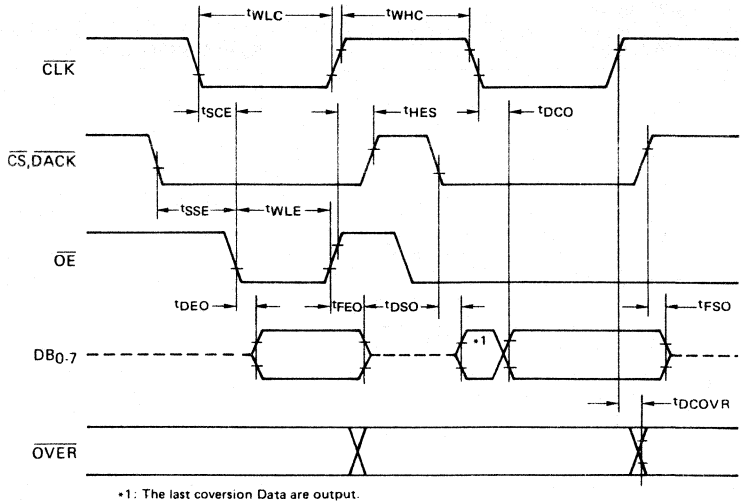 tWLC
tWHC
CLK
tSCE
tHES
tDCO
CS,DACK
tSSE
tWLE
OE
tDEO
tFEO
tDSO
tFSO
DB0-7
*1
tDCOVR
OVER
*1: The last coversion Data are output.